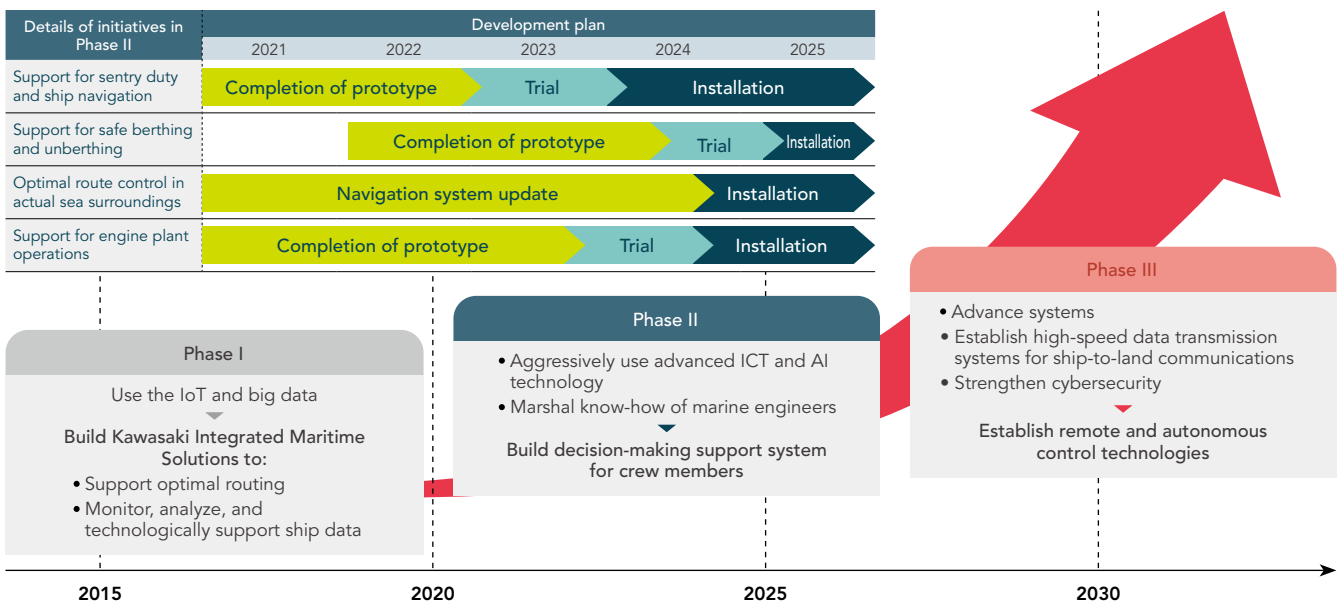 Details of initiatives in
Phase II
Development plan
2021
2022
2023
2024
2025
Support for sentry duty
and ship navigation
Completion of prototype
Trial
Installation
Support for safe berthing
and unberthing
Completion of prototype
Trial
Installation
Optimal route control in
actual sea surroundings
Navigation system update
Installation
Support for engine plant
operations
Completion of prototype
Trial
Installation
Phase I
Use the IoT and big data
Build Kawasaki Integrated Maritime
Solutions to:
• Support optimal routing
• Monitor, analyze, and
technologically support ship data
Phase II
• Aggressively use advanced ICT and AI
technology
• Marshal know-how of marine engineers
Build decision-making support system
for crew members
Phase III
• Advance systems
• Establish high-speed data transmission
systems for ship-to-land communications
• Strengthen cybersecurity
Establish remote and autonomous
control technologies
2015
2020
2025
2030